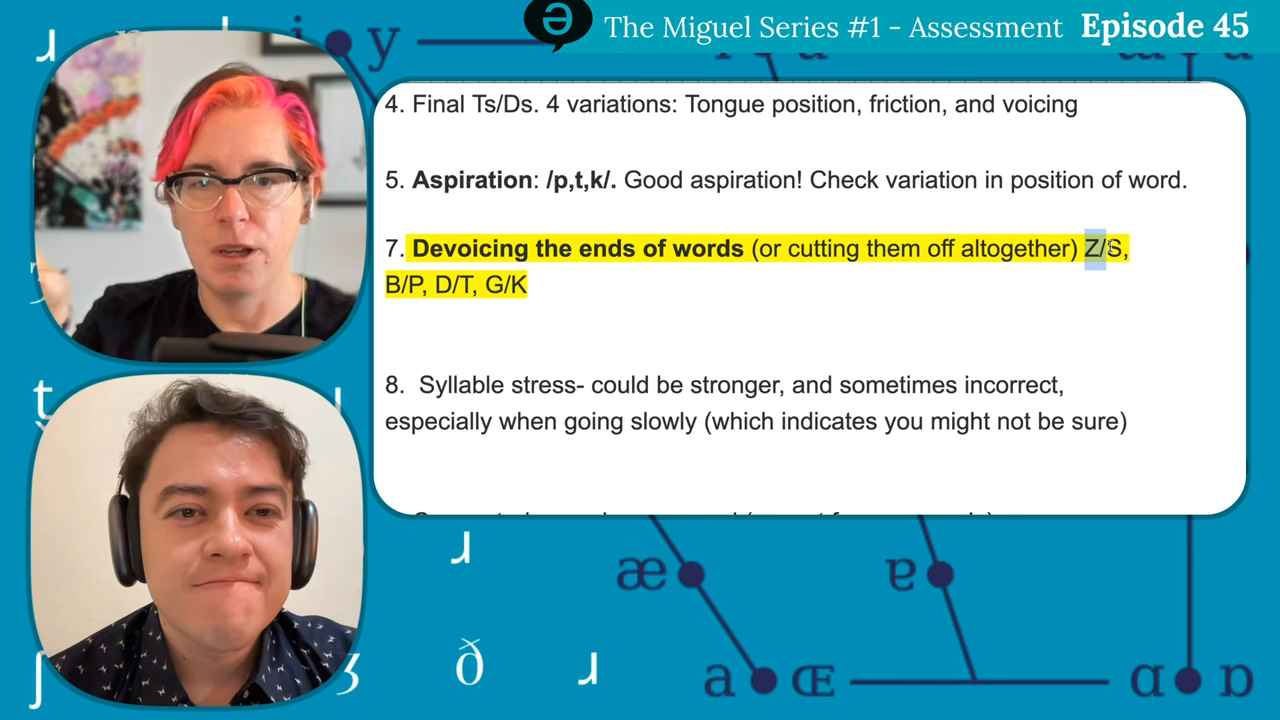 ə The Miguel Series #1 - Assessment Episode 45
4. Final Ts/Ds. 4 variations: Tongue position, friction, and voicing
5. Aspiration: /p,t,k/. Good aspiration! Check variation in position of word.
7. Devoicing the ends of words (or cutting them off altogether) Z/S,
B/P, D/T, G/K
8. Syllable stress- could be stronger, and sometimes incorrect,
especially when going slowly (which indicates you might not be sure)
ɹ
i y
t
ɹ
æ
ɐ
ʃ
ʒ
ð
ɹ
a ɶ
ɑ ɒ